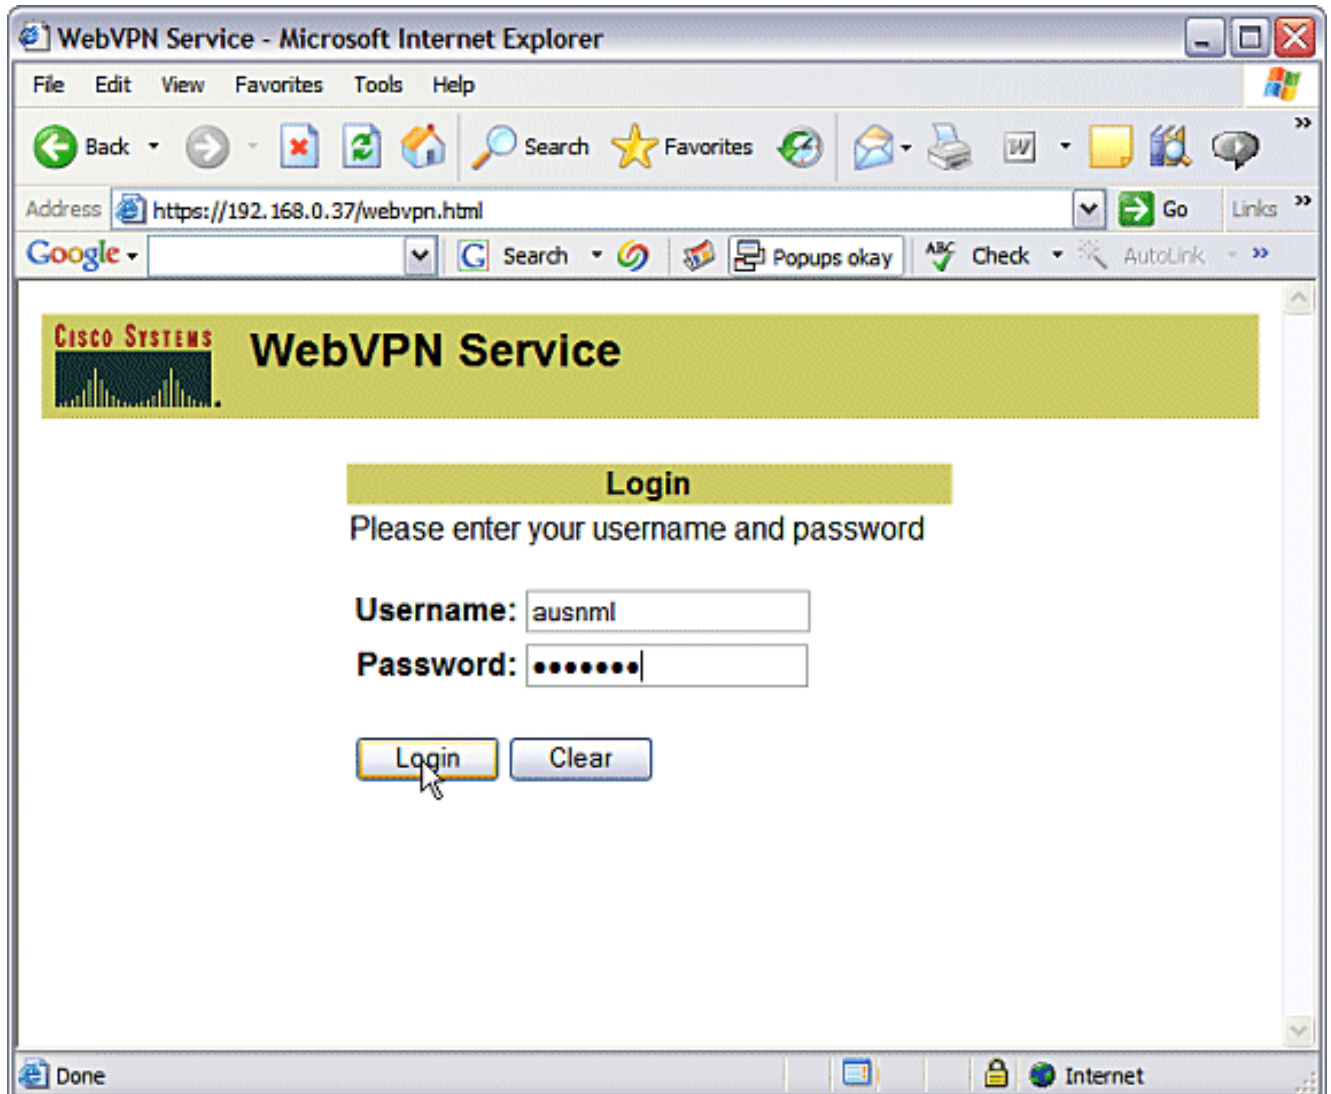 WebVPN Service - Microsoft Internet Explorer
File Edit View Favorites Tools Help
Back Search Favorites W »
Address https://192.168.0.37/webvpn.html Go Links »
Google G Search Popups okay ABC Check AutoLink »
CISCO SYSTEMS
WebVPN Service
Login
Please enter your username and password
Username: ausnml
Password: •••••••
Login Clear
Done Internet